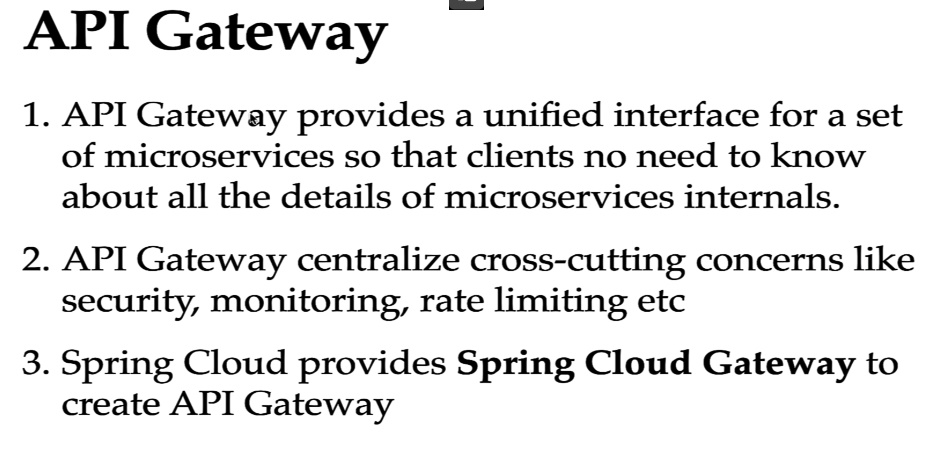 API Gateway
1. API Gateway provides a unified interface for a set
of microservices so that clients no need to know
about all the details of microservices internals.
2. API Gateway centralize cross-cutting concerns like
security, monitoring, rate limiting etc
3. Spring Cloud provides Spring Cloud Gateway to
create API Gateway